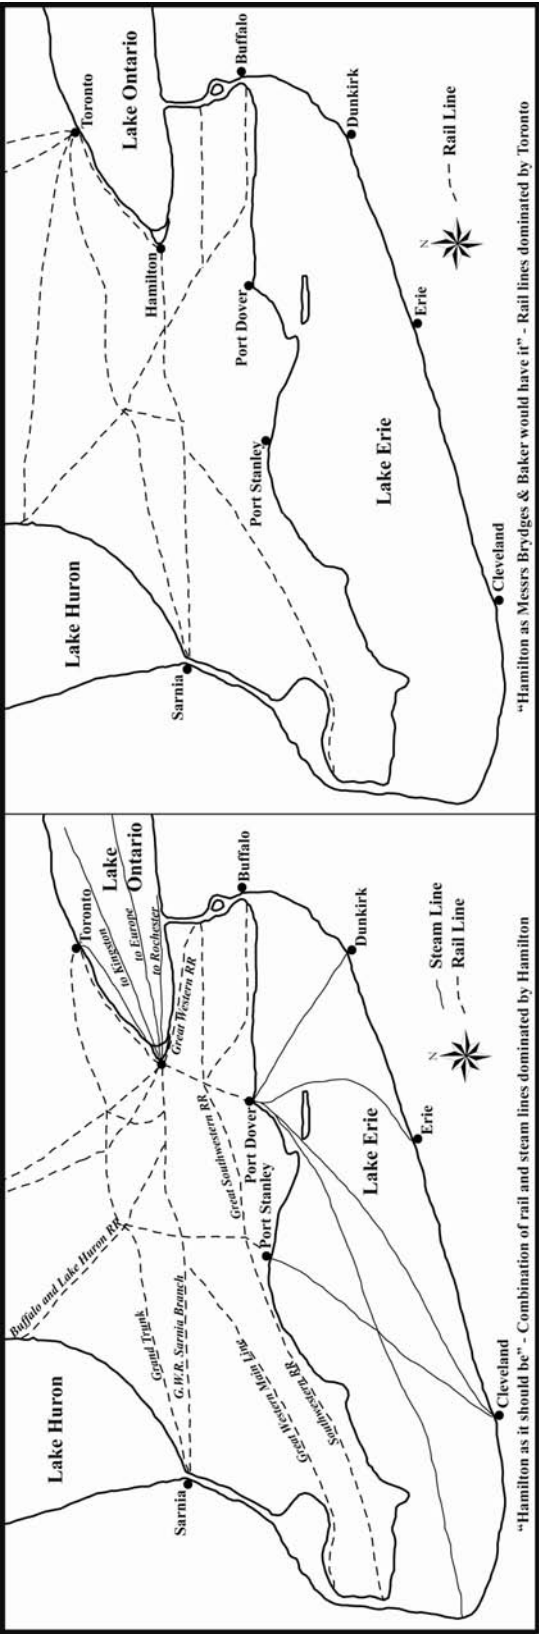 Lake Huron
Sarnia
Toronto
Lake
Ontario
to Kingston
to Europe
to Rochester
Great Western RR
Buffalo
Buffalo and Lake Huron RR
Grand Trunk
G.W.R. Sarnia Branch
Great Southwestern RR
Port Dover
Port Stanley
Great Western Main Line
Southwestern RR
Dunkirk
Lake Erie
Erie
Cleveland
N
Steam Line
Rail Line
“Hamilton as it should be” - Combination of rail and steam lines dominated by Hamilton
Lake Huron
Sarnia
Toronto
Lake Ontario
Hamilton
Buffalo
Port Dover
Port Stanley
Dunkirk
Lake Erie
Erie
Cleveland
N
Rail Line
“Hamilton as Messrs Brydges & Baker would have it” - Rail lines dominated by Toronto